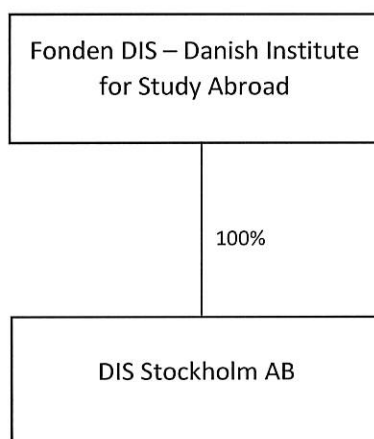 Fonden DIS – Danish Institute
for Study Abroad
100%
DIS Stockholm AB